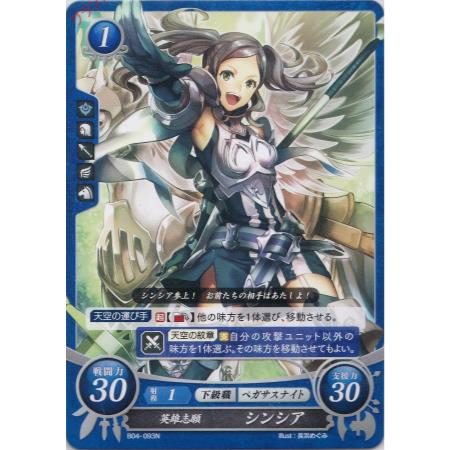 1
シンシア参上！ お前たちの相手はあたしよ！
天空の運び手 起 他の味方を1体選び、移動させる。
天空の紋章 攻 自分の攻撃ユニット以外の
味方を1体選ぶ。その味方を移動させてもよい。
戦闘力
30
射程 1 下級職 ペガサスナイト
支援力
30
英雄志願 シンシア
B04-093N
Illust：長浜めぐみ